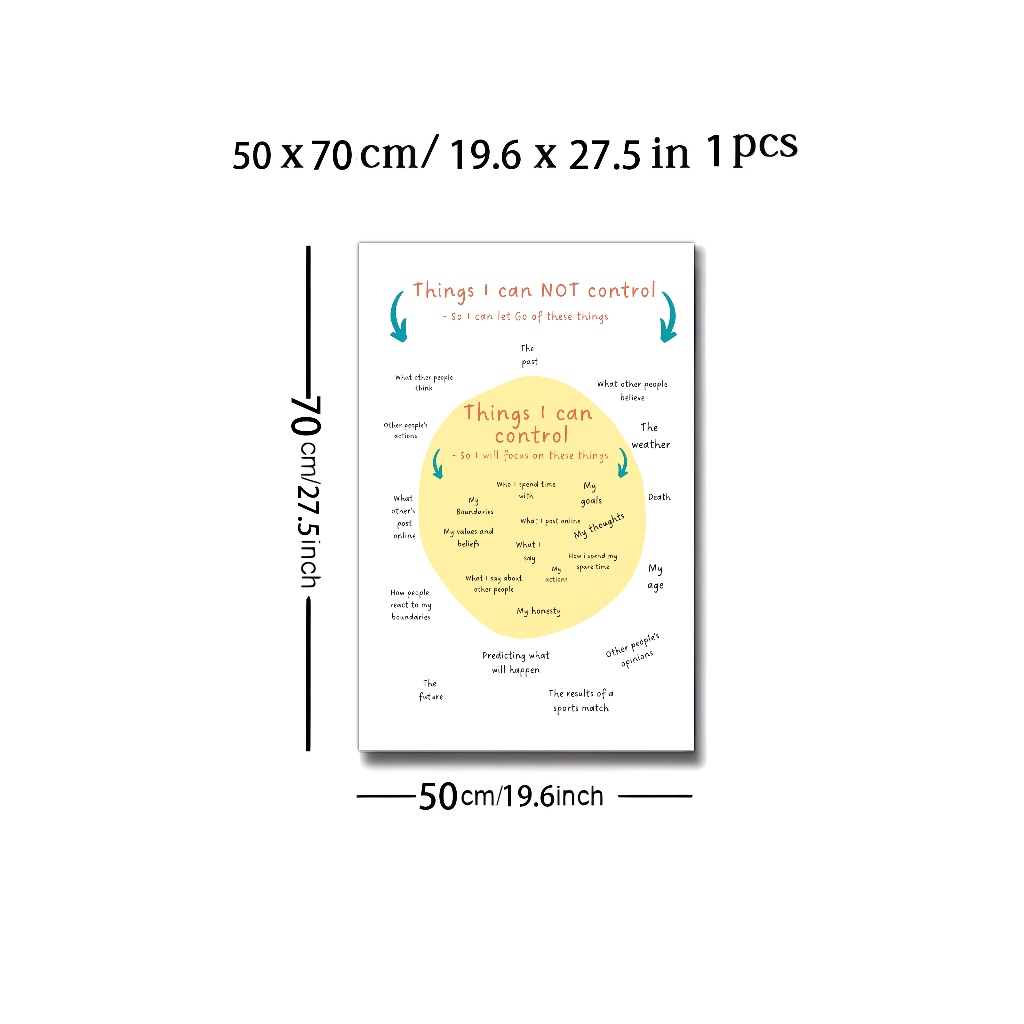 50 x 70 cm/ 19.6 x 27.5 in 1 pcs
70 cm/27.5 inch
Things I can NOT control
- So I can let Go of these things
The
past
What other people
think
What other people
believe
Other people's
actions
The
weather
What
other's
post
online
Death
How people
react to my
boundaries
My
age
Predicting what
will happen
Other people's
opinions
The
future
The results of a
sports match
Things I can
control
- So I will focus on these things
Who I spend time
with
My
goals
My
Boundaries
What I post online
My thoughts
My values and
beliefs
What I
say
How i spend my
spare time
My
actions
What I say about
other people
My honesty
50cm/19.6inch